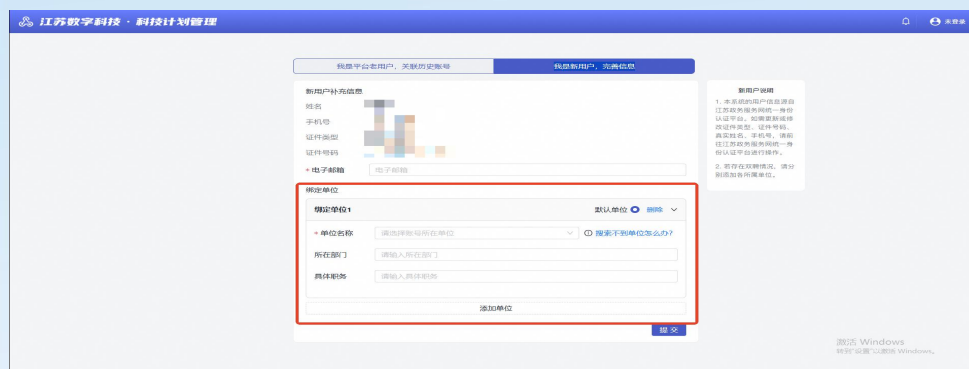 江苏数字科技 · 科技计划管理
未登录
我是平台老用户，关联历史账号
我是新用户，完善信息
新用户补充信息
姓名
手机号
证件类型
证件号码
* 电子邮箱
电子邮箱
绑定单位
绑定单位1
默认单位
删除
* 单位名称
请选择账号所在单位
搜索不到单位怎么办?
所在部门
请输入所在部门
具体职务
请输入具体职务
添加单位
提 交
新用户说明
1. 本系统的用户信息源自
江苏政务服务网统一身份
认证平台。如需更新或修
改证件类型、证件号码、
真实姓名、手机号，请前
往江苏政务服务网统一身
份认证平台进行操作。
2. 若存在双聘情况，请分
别添加各所属单位。
激活 Windows
转到"设置"以激活 Windows。